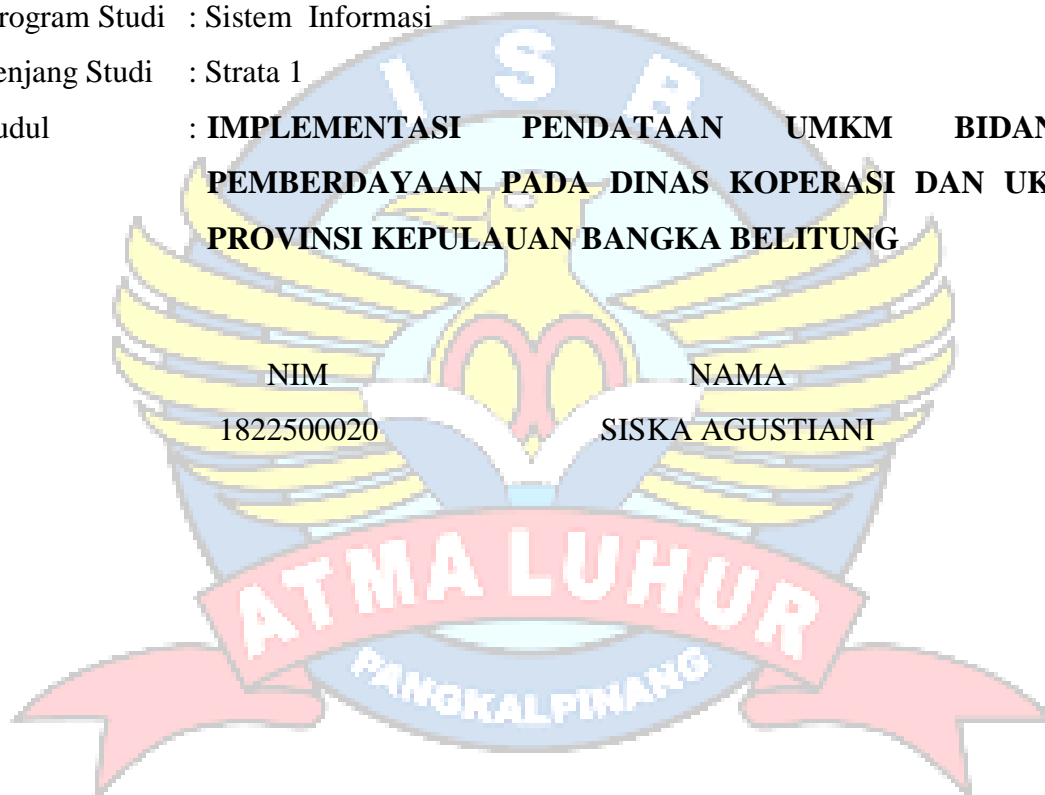 rogram Studi : Sistem Informasi
enjang Studi : Strata 1
udul : IMPLEMENTASI PENDATAAN UMKM BIDAN
PEMBERDAYAAN PADA DINAS KOPERASI DAN UK
PROVINSI KEPULAUAN BANGKA BELITUNG
NIM NAMA
1822500020 SISKA AGUSTIANI
I S B
ATMA LUHUR
PANGKALPINANG